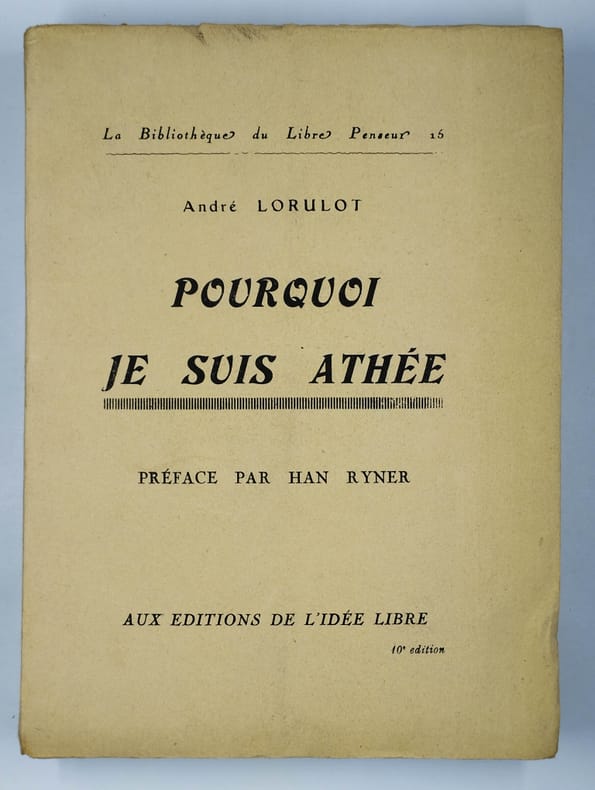 La Bibliothèque du Libre Penseur 15
André LORULOT
POURQUOI
JE SUIS ATHÉE
PRÉFACE PAR HAN RYNER
AUX EDITIONS DE L'IDÉE LIBRE
10e edition